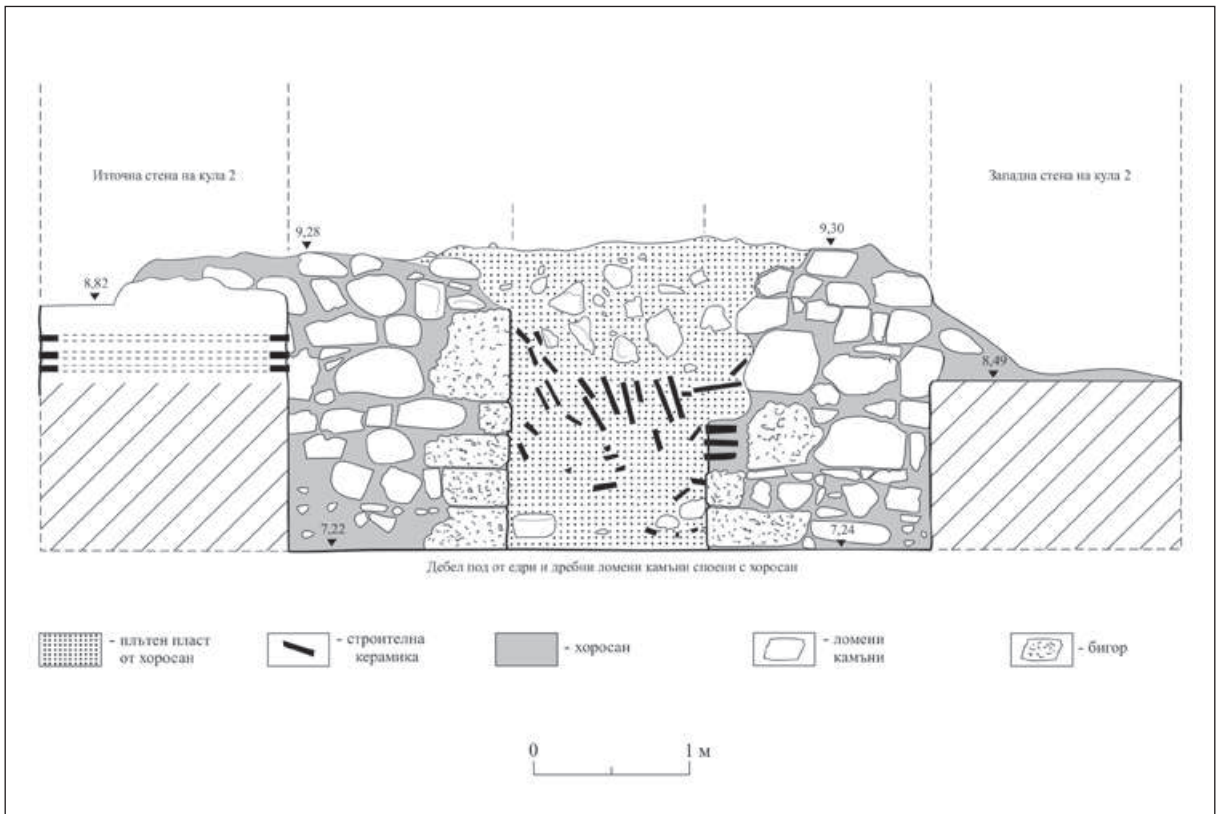 Източна стена на кула 2
Западна стена на кула 2
9,28
9,30
8,82
8,49
7,22
7,24
Дебел под от едри и дребни ломени камъни споени с хоросан
- плътен пласт
от хоросан
- строителна
керамика
- хоросан
- ломени
камъни
- бигор
0 1 м